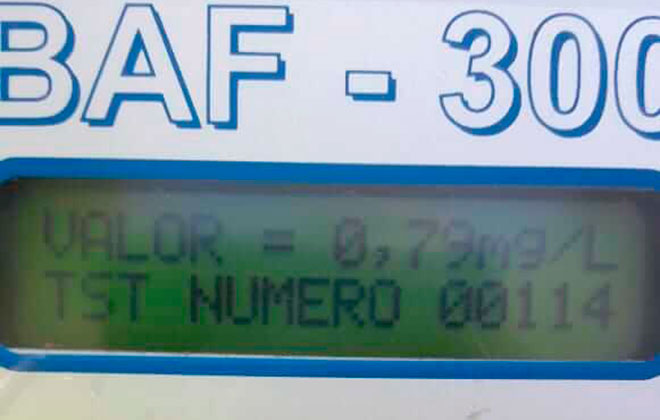 BAF - 300
VALOR = 0,79mg/L
TST NUMERO 00114